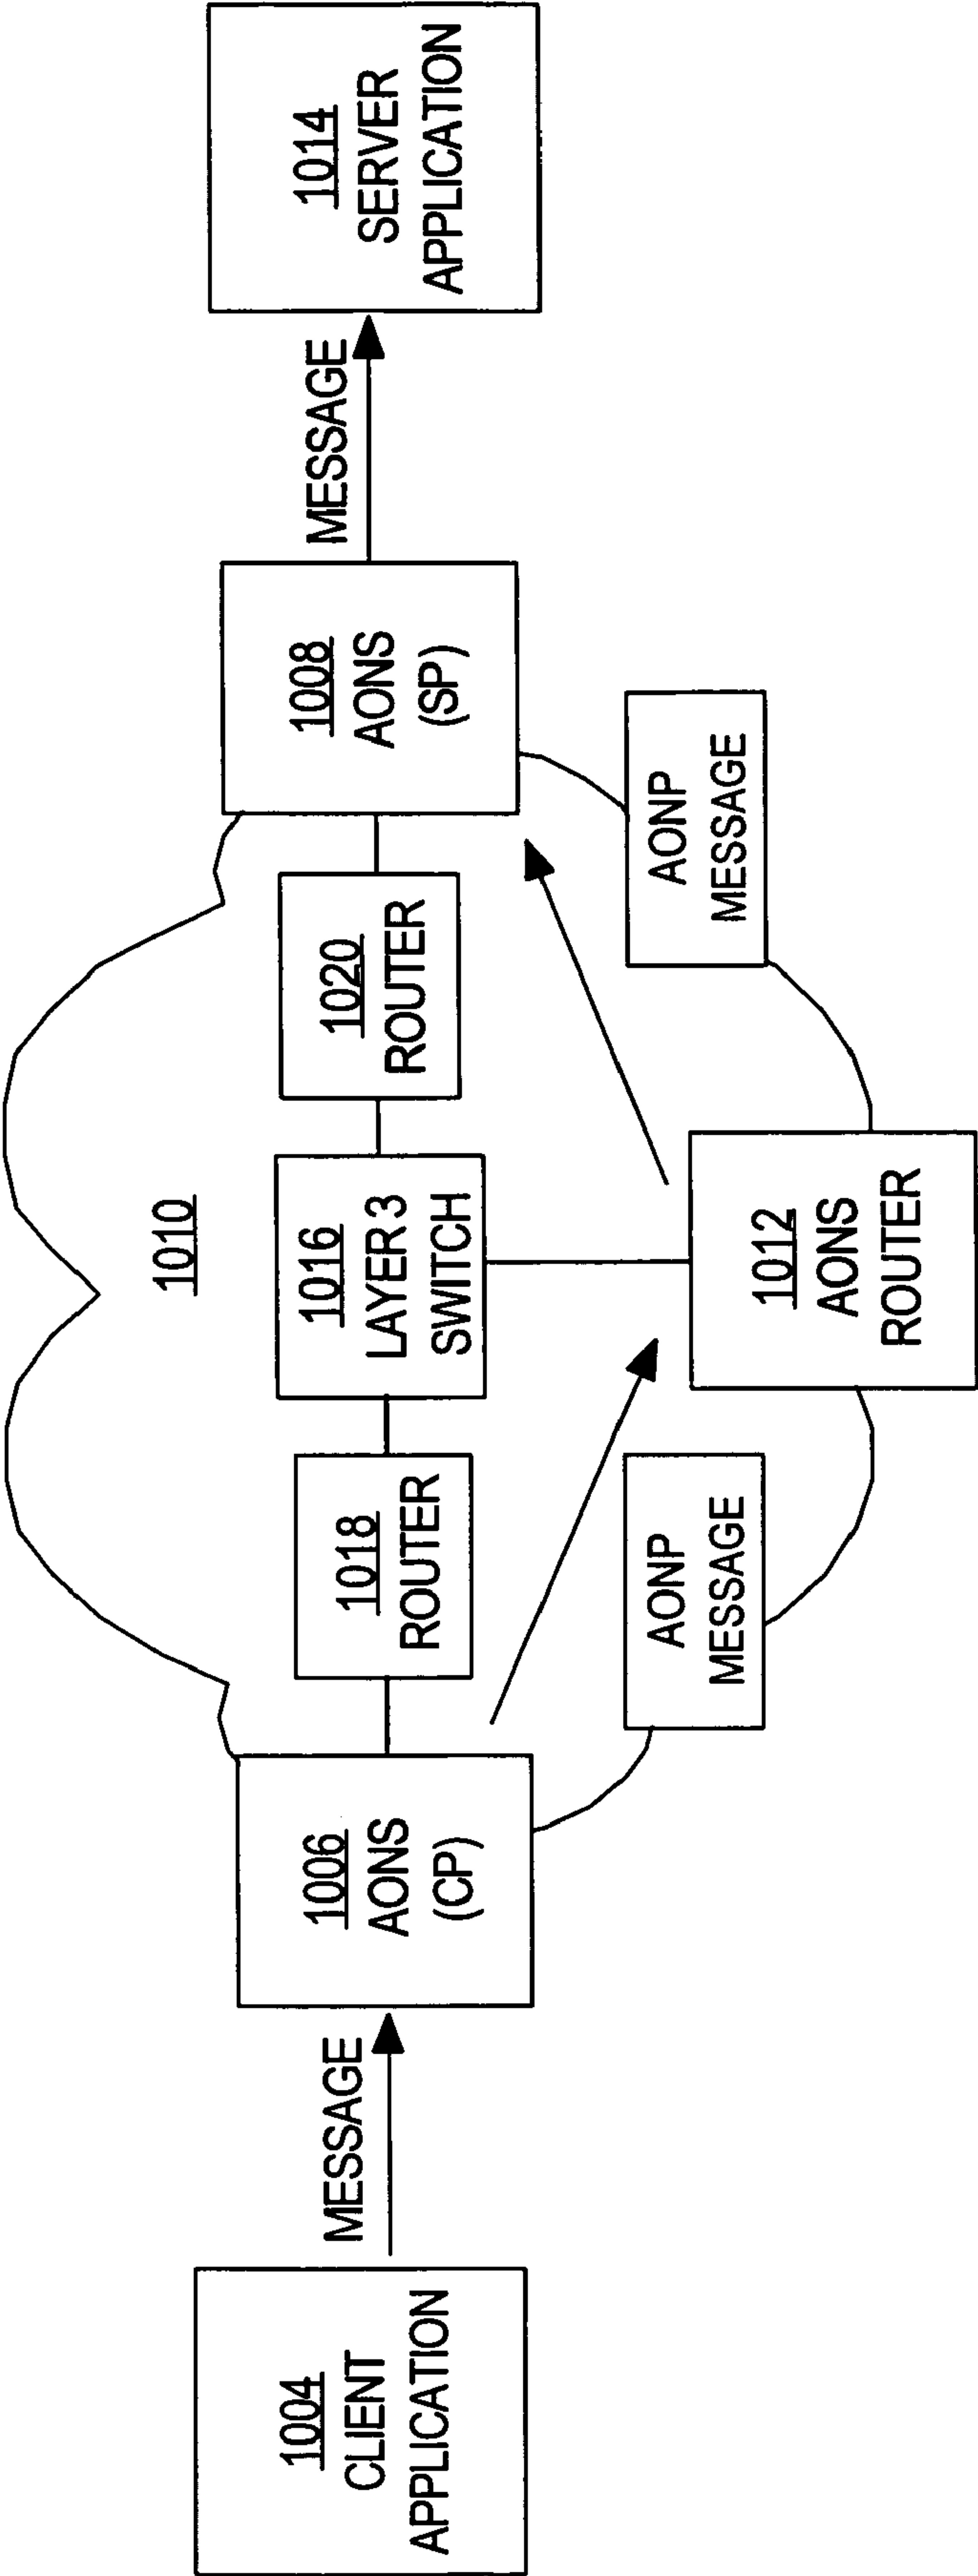 1004
CLIENT
APPLICATION
MESSAGE
1006
AONS
(CP)
1010
1018
ROUTER
1016
LAYER 3
SWITCH
1020
ROUTER
AONP
MESSAGE
1012
AONS
ROUTER
AONP
MESSAGE
1008
AONS
(SP)
MESSAGE
1014
SERVER
APPLICATION